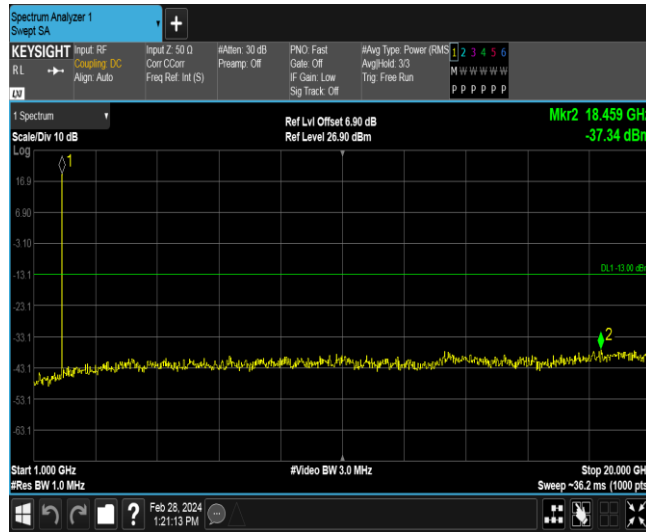 Spectrum Analyzer 1
Swept SA
+
KEYSIGHT Input: RF Input Z: 50 Ω #Atten: 30 dB PNO: Fast #Avg Type: Power (RMS 1 2 3 4 5 6
RL Coupling: DC Corr CCorr Preamp: Off Gate: Off Avg|Hold: 3/3 M W W W W W
Align: Auto Freq Ref: Int (S) IF Gain: Low Trig: Free Run
LXI Sig Track: Off P P P P P P
1 Spectrum Ref Lvl Offset 6.90 dB Mkr2 18.459 GHz
Scale/Div 10 dB Ref Level 26.90 dBm -37.34 dBm
Log
1
16.9
6.90
-3.10
DL1 -13.00 dBm
-13.1
-23.1
-33.1
2
-43.1
-53.1
-63.1
Start 1.000 GHz #Video BW 3.0 MHz Stop 20.000 GHz
#Res BW 1.0 MHz Sweep ~36.2 ms (1000 pts
? Feb 28, 2024
1:21:13 PM